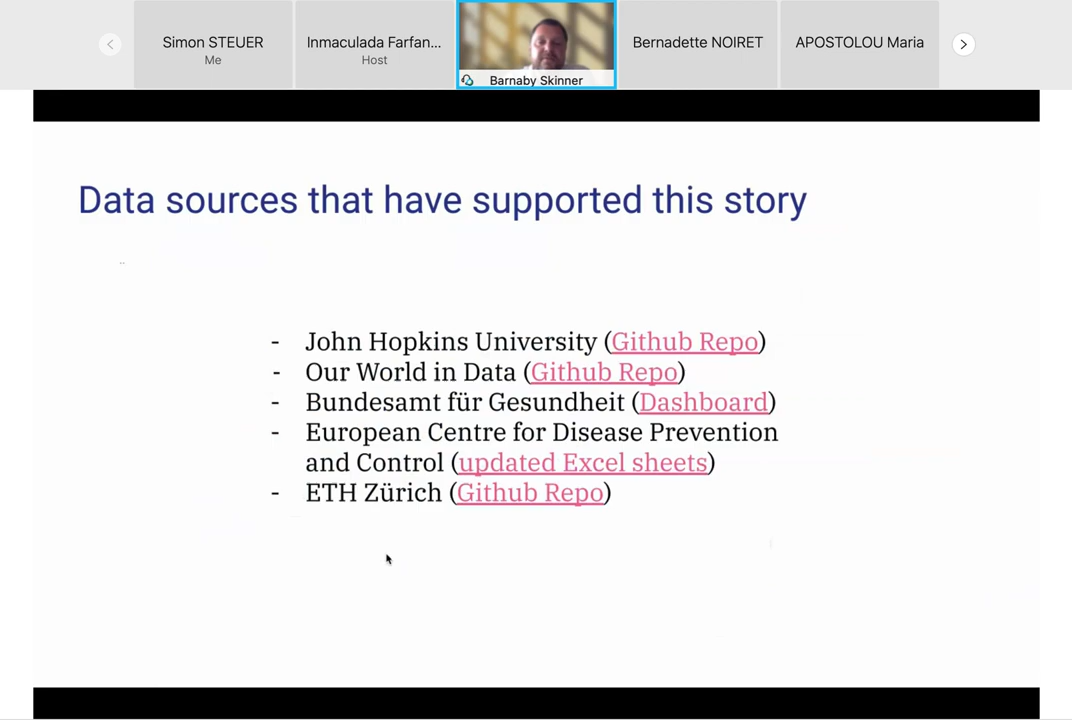 Simon STEUER
Me
Inmaculada Farfan...
Host
Barnaby Skinner
Bernadette NOIRET
APOSTOLOU Maria
Data sources that have supported this story
..
- John Hopkins University (Github Repo)
- Our World in Data (Github Repo)
- Bundesamt für Gesundheit (Dashboard)
- European Centre for Disease Prevention
and Control (updated Excel sheets)
- ETH Zürich (Github Repo)